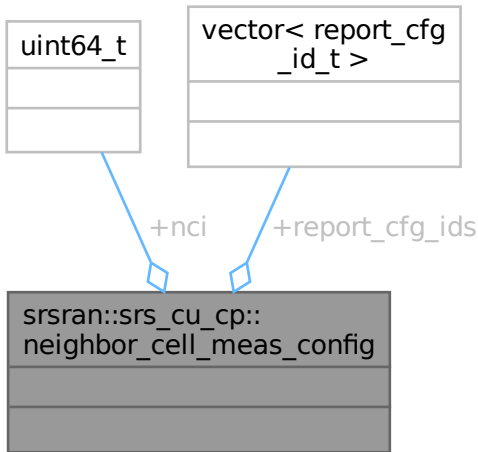 uint64_t
vector< report_cfg
_id_t >
+nci
+report_cfg_ids
srsran::srs_cu_cp::
neighbor_cell_meas_config